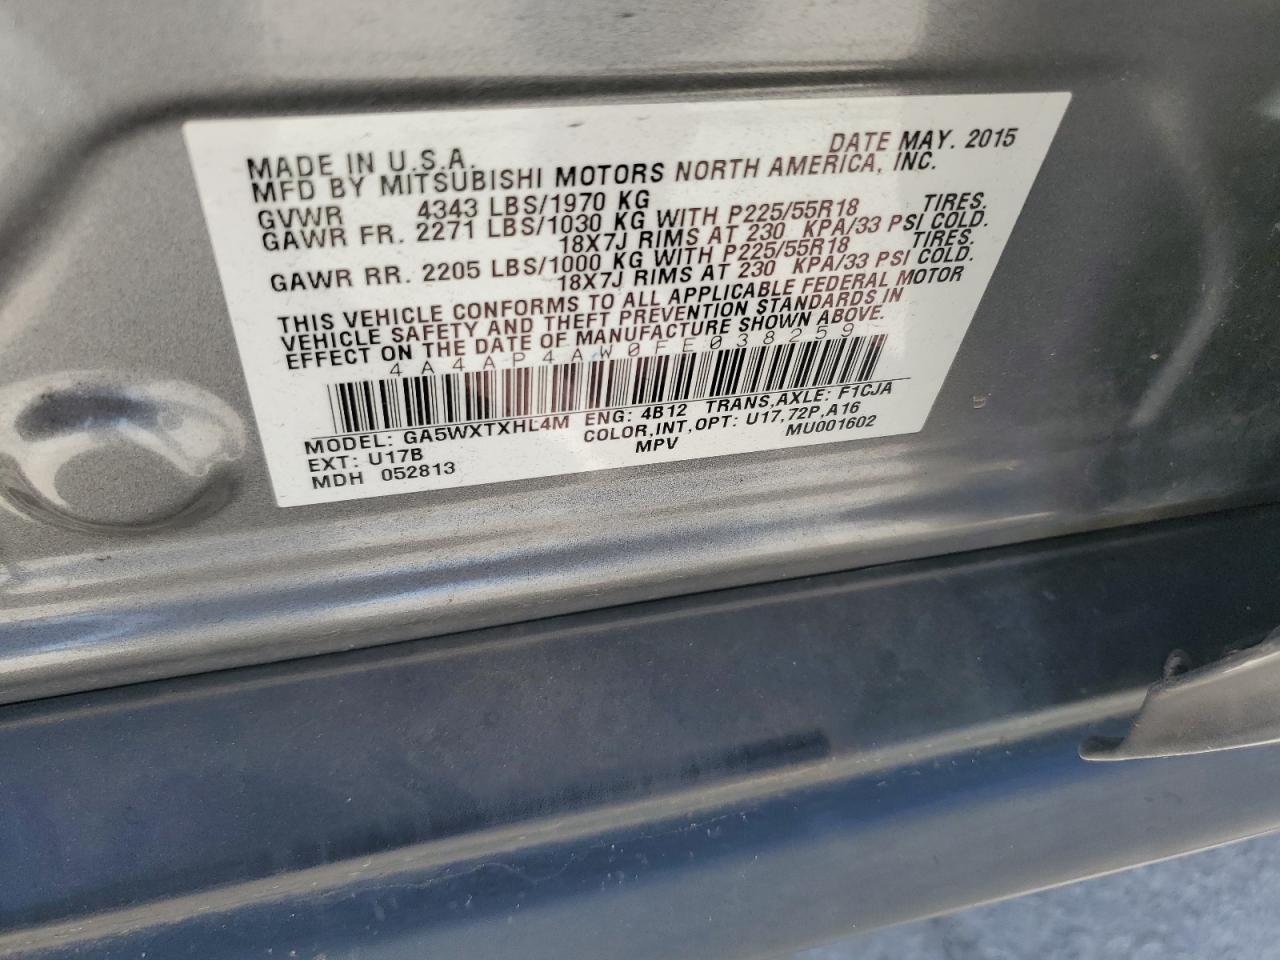 DATE MAY. 2015
MADE IN U.S.A.
MFD BY MITSUBISHI MOTORS NORTH AMERICA, INC.
GVWR 4343 LBS/1970 KG
GAWR FR. 2271 LBS/1030 KG WITH P225/55R18 TIRES.
18X7J RIMS AT 230 KPA/33 PSI COLD.
GAWR RR. 2205 LBS/1000 KG WITH P225/55R18 TIRES.
18X7J RIMS AT 230 KPA/33 PSI COLD.
THIS VEHICLE CONFORMS TO ALL APPLICABLE FEDERAL MOTOR
VEHICLE SAFETY AND THEFT PREVENTION STANDARDS IN
EFFECT ON THE DATE OF MANUFACTURE SHOWN ABOVE.
4A4AP4AW0FE038259
MODEL: GA5WXTXHL4M ENG: 4B12 TRANS,AXLE: F1CJA
EXT: U17B COLOR,INT,OPT: U17,72P,A16
MDH 052813 MPV MU001602